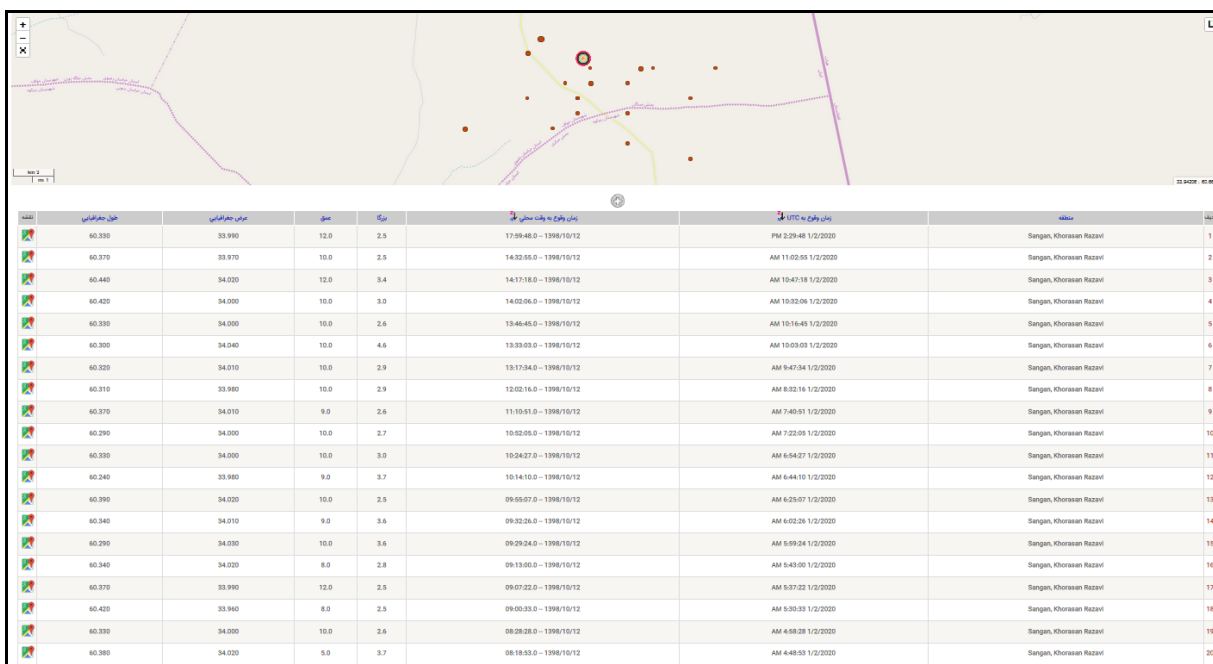 +
−
km 2
mi 1
ردیف منطقه زمان وقوع به UTC زمان وقوع به وقت محلی بزرگا عمق عرض جغرافیایی طول جغرافیایی نقشه
1 Sangan, Khorasan Razavi PM 2:29:48 1/2/2020 17:59:48.0 -- 1398/10/12 2.5 12.0 33.990 60.330
2 Sangan, Khorasan Razavi AM 11:02:55 1/2/2020 14:32:55.0 -- 1398/10/12 2.5 10.0 33.970 60.370
3 Sangan, Khorasan Razavi AM 10:47:18 1/2/2020 14:17:18.0 -- 1398/10/12 3.4 12.0 34.020 60.440
4 Sangan, Khorasan Razavi AM 10:32:06 1/2/2020 14:02:06.0 -- 1398/10/12 3.0 10.0 34.000 60.420
5 Sangan, Khorasan Razavi AM 10:16:45 1/2/2020 13:46:45.0 -- 1398/10/12 2.6 10.0 34.000 60.330
6 Sangan, Khorasan Razavi AM 10:03:03 1/2/2020 13:33:03.0 -- 1398/10/12 4.6 10.0 34.040 60.300
7 Sangan, Khorasan Razavi AM 9:47:34 1/2/2020 13:17:34.0 -- 1398/10/12 2.9 10.0 34.010 60.320
8 Sangan, Khorasan Razavi AM 8:32:16 1/2/2020 12:02:16.0 -- 1398/10/12 2.9 10.0 33.980 60.310
9 Sangan, Khorasan Razavi AM 7:40:51 1/2/2020 11:10:51.0 -- 1398/10/12 2.6 9.0 34.010 60.370
10 Sangan, Khorasan Razavi AM 7:22:05 1/2/2020 10:52:05.0 -- 1398/10/12 2.7 10.0 34.000 60.290
11 Sangan, Khorasan Razavi AM 6:54:27 1/2/2020 10:24:27.0 -- 1398/10/12 3.0 10.0 34.000 60.330
12 Sangan, Khorasan Razavi AM 6:44:10 1/2/2020 10:14:10.0 -- 1398/10/12 3.7 9.0 33.980 60.240
13 Sangan, Khorasan Razavi AM 6:25:07 1/2/2020 09:55:07.0 -- 1398/10/12 2.5 10.0 34.020 60.390
14 Sangan, Khorasan Razavi AM 6:02:26 1/2/2020 09:32:26.0 -- 1398/10/12 3.6 9.0 34.010 60.340
15 Sangan, Khorasan Razavi AM 5:59:24 1/2/2020 09:29:24.0 -- 1398/10/12 3.6 10.0 34.030 60.290
16 Sangan, Khorasan Razavi AM 5:43:00 1/2/2020 09:13:00.0 -- 1398/10/12 2.8 8.0 34.020 60.340
17 Sangan, Khorasan Razavi AM 5:37:22 1/2/2020 09:07:22.0 -- 1398/10/12 2.5 12.0 33.990 60.370
18 Sangan, Khorasan Razavi AM 5:30:33 1/2/2020 09:00:33.0 -- 1398/10/12 2.5 8.0 33.960 60.420
19 Sangan, Khorasan Razavi AM 4:58:28 1/2/2020 08:28:28.0 -- 1398/10/12 2.6 10.0 34.000 60.330
20 Sangan, Khorasan Razavi AM 4:48:53 1/2/2020 08:18:53.0 -- 1398/10/12 3.7 5.0 34.020 60.380